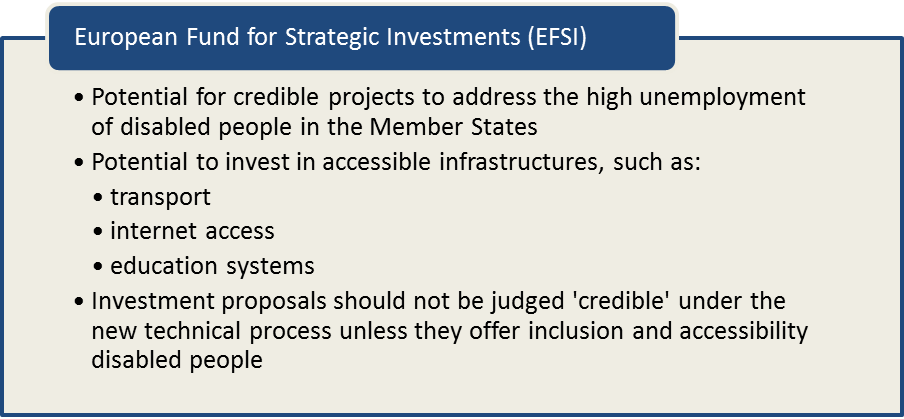 European Fund for Strategic Investments (EFSI)
• Potential for credible projects to address the high unemployment
of disabled people in the Member States
• Potential to invest in accessible infrastructures, such as:
• transport
• internet access
• education systems
• Investment proposals should not be judged 'credible' under the
new technical process unless they offer inclusion and accessibility
disabled people